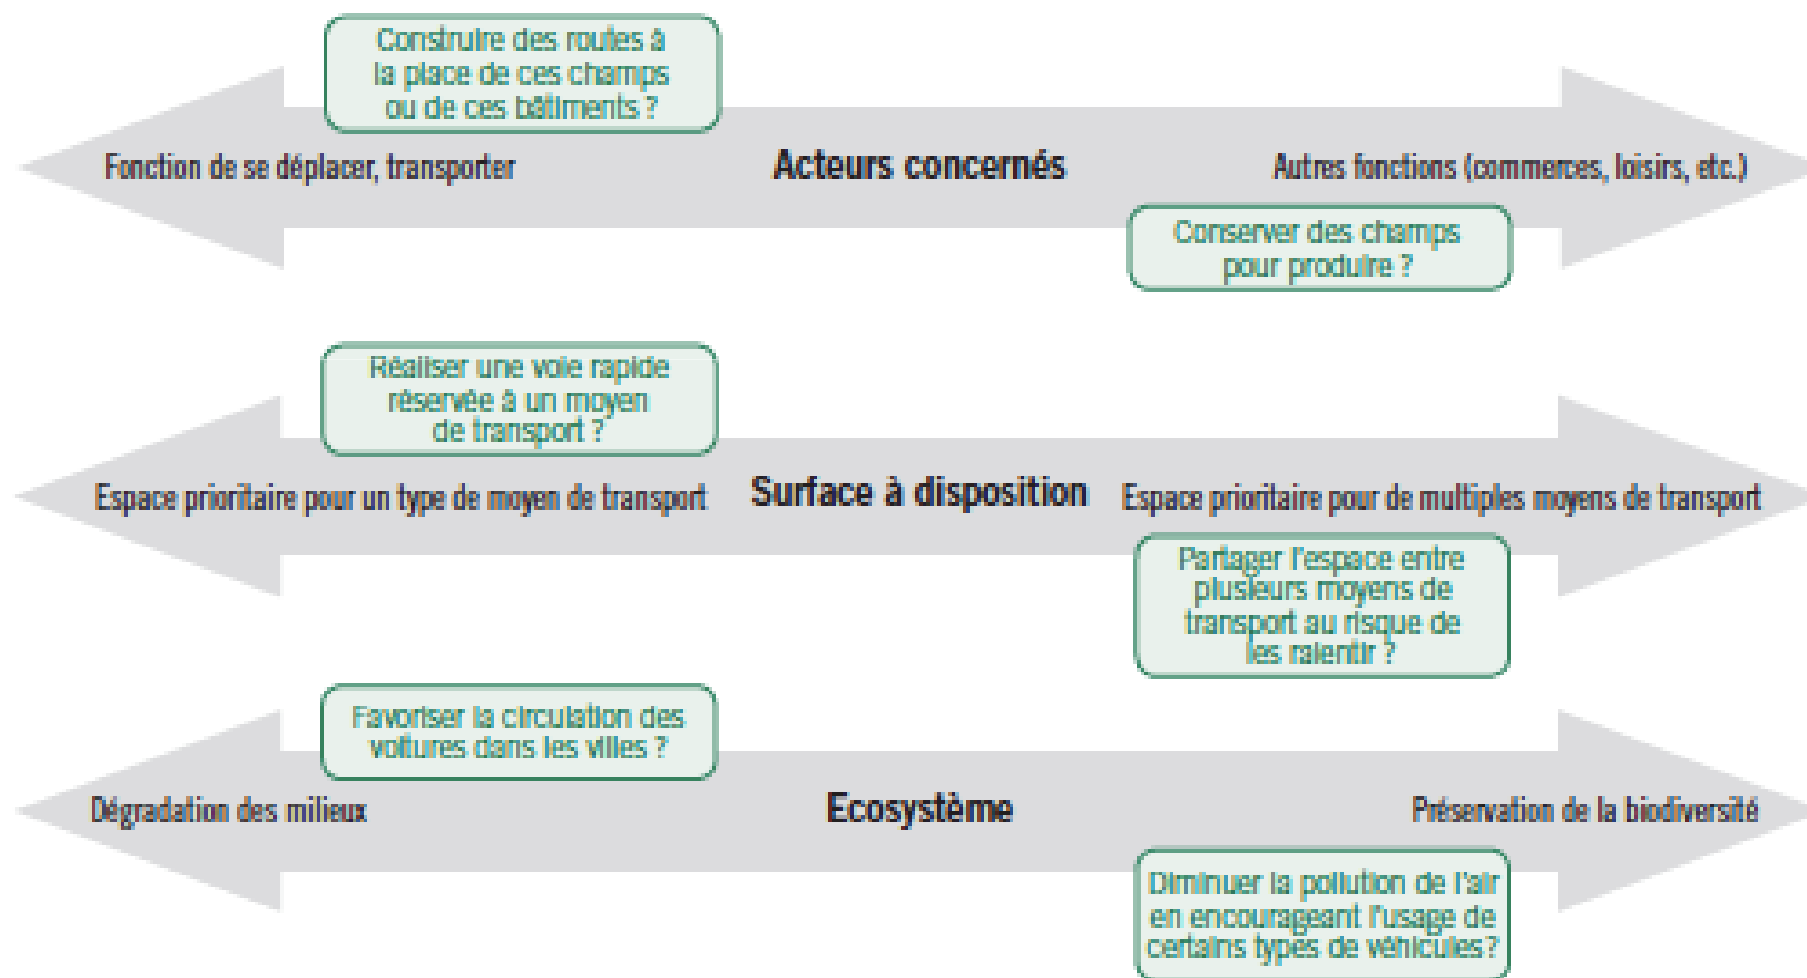 Construire des routes à
la place de ces champs
ou de ces bâtiments ?
Fonction de se déplacer, transporter
Acteurs concernés
Autres fonctions (commerces, loisirs, etc.)
Conserver des champs
pour produire ?
Réaliser une voie rapide
réservée à un moyen
de transport ?
Espace prioritaire pour un type de moyen de transport
Surface à disposition
Espace prioritaire pour de multiples moyens de transport
Partager l'espace entre
plusieurs moyens de
transport au risque de
les ralentir ?
Favoriser la circulation des
voitures dans les villes ?
Dégradation des milieux
Ecosystème
Préservation de la biodiversité
Diminuer la pollution de l'air
en encourageant l'usage de
certains types de véhicules?